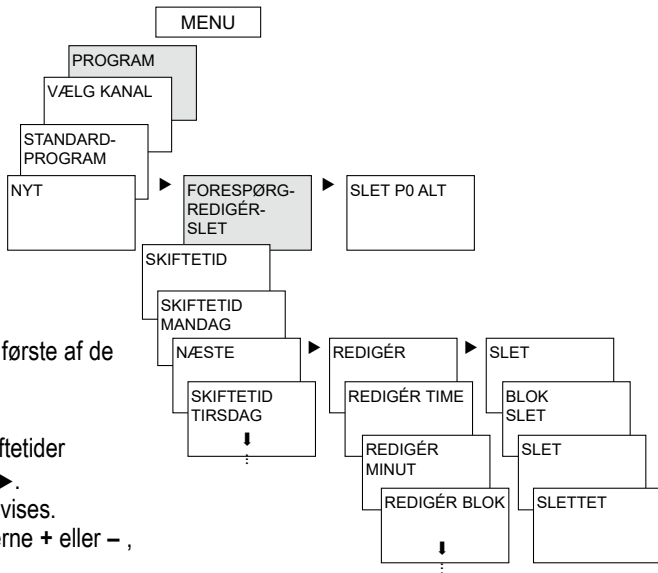 MENU
PROGRAM
VÆLG KANAL
STANDARD-
PROGRAM
NYT
FORESPØRG-
REDIGÉR-
SLET
SLET P0 ALT
SKIFTETID
SKIFTETID
MANDAG
NÆSTE
REDIGÉR
SLET
SKIFTETID
TIRSDAG
REDIGÉR TIME
BLOK
SLET
REDIGÉR
MINUT
SLET
REDIGÉR BLOK
SLETTET
første af de
ftetider
▶.
vises.
erne + eller – ,